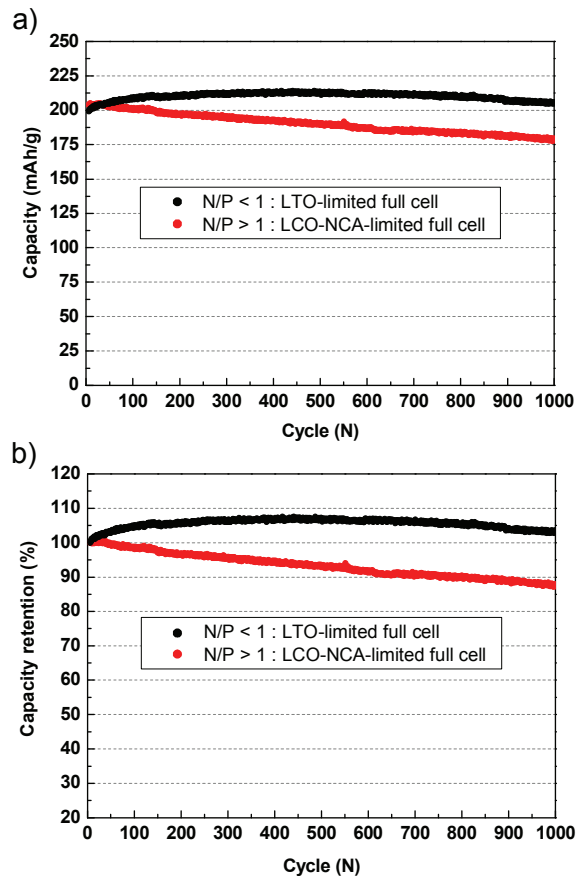 a)
250
225
200
175
150
125
100
75
50
25
0
Capacity (mAh/g)
N/P < 1 : LTO-limited full cell
N/P > 1 : LCO-NCA-limited full cell
0 100 200 300 400 500 600 700 800 900 1000
Cycle (N)
b)
120
110
100
90
80
70
60
50
40
30
20
Capacity retention (%)
N/P < 1 : LTO-limited full cell
N/P > 1 : LCO-NCA-limited full cell
0 100 200 300 400 500 600 700 800 900 1000
Cycle (N)